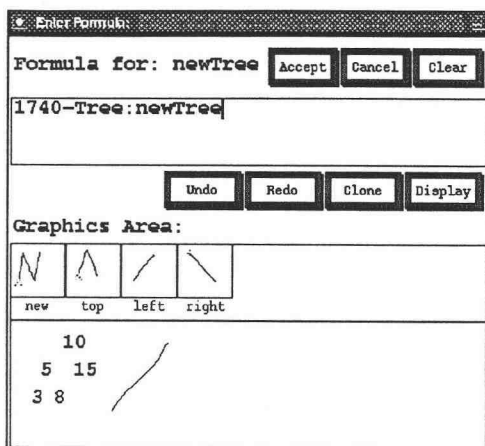 Enter Formula:
Formula for: newTree Accept Cancel Clear
1740-Tree:newTree
Undo Redo Clone Display
Graphics Area:
new top left right
10
5 15
3 8